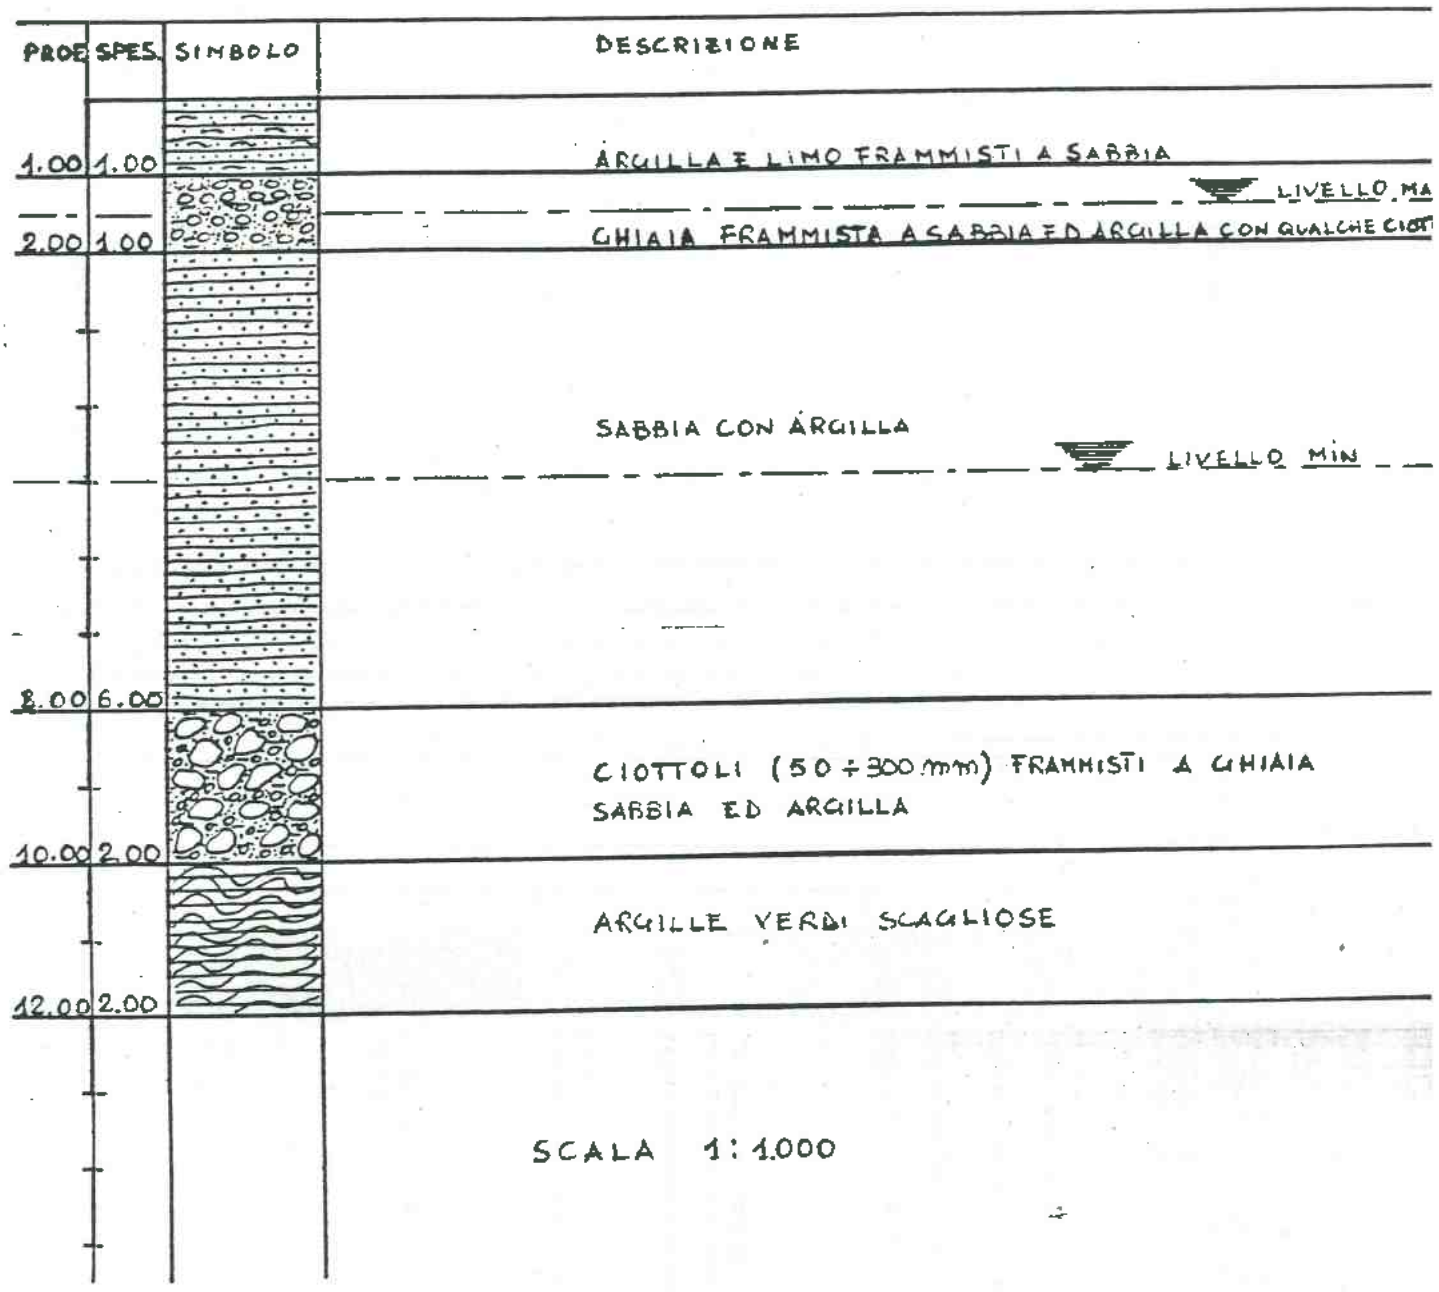 PROF. SPES. SIMBOLO DESCRIZIONE
1.00 1.00 ARGILLA E LIMO FRAMMISTI A SABBIA
LIVELLO MA
2.00 1.00 GHIAIA FRAMMISTA A SABBIA ED ARGILLA CON QUALCHE CIOT
SABBIA CON ARGILLA
LIVELLO MIN
8.00 6.00
CIOTTOLI (50÷300 mm) FRAMMISTI A GHIAIA
SABBIA ED ARGILLA
10.00 2.00
ARGILLE VERDI SCAGLIOSE
12.00 2.00
SCALA 1:1.000